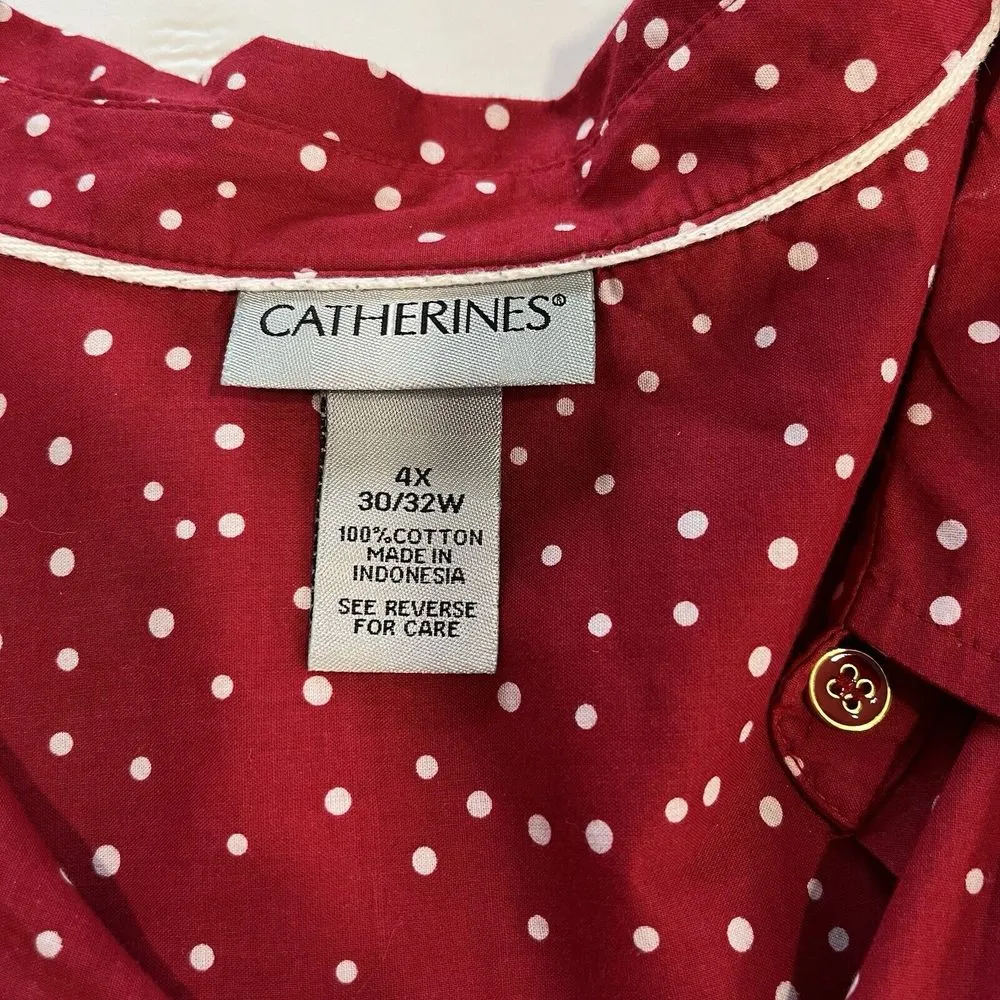 CATHERINES®
4X
30/32W
100%COTTON
MADE IN
INDONESIA
SEE REVERSE
FOR CARE